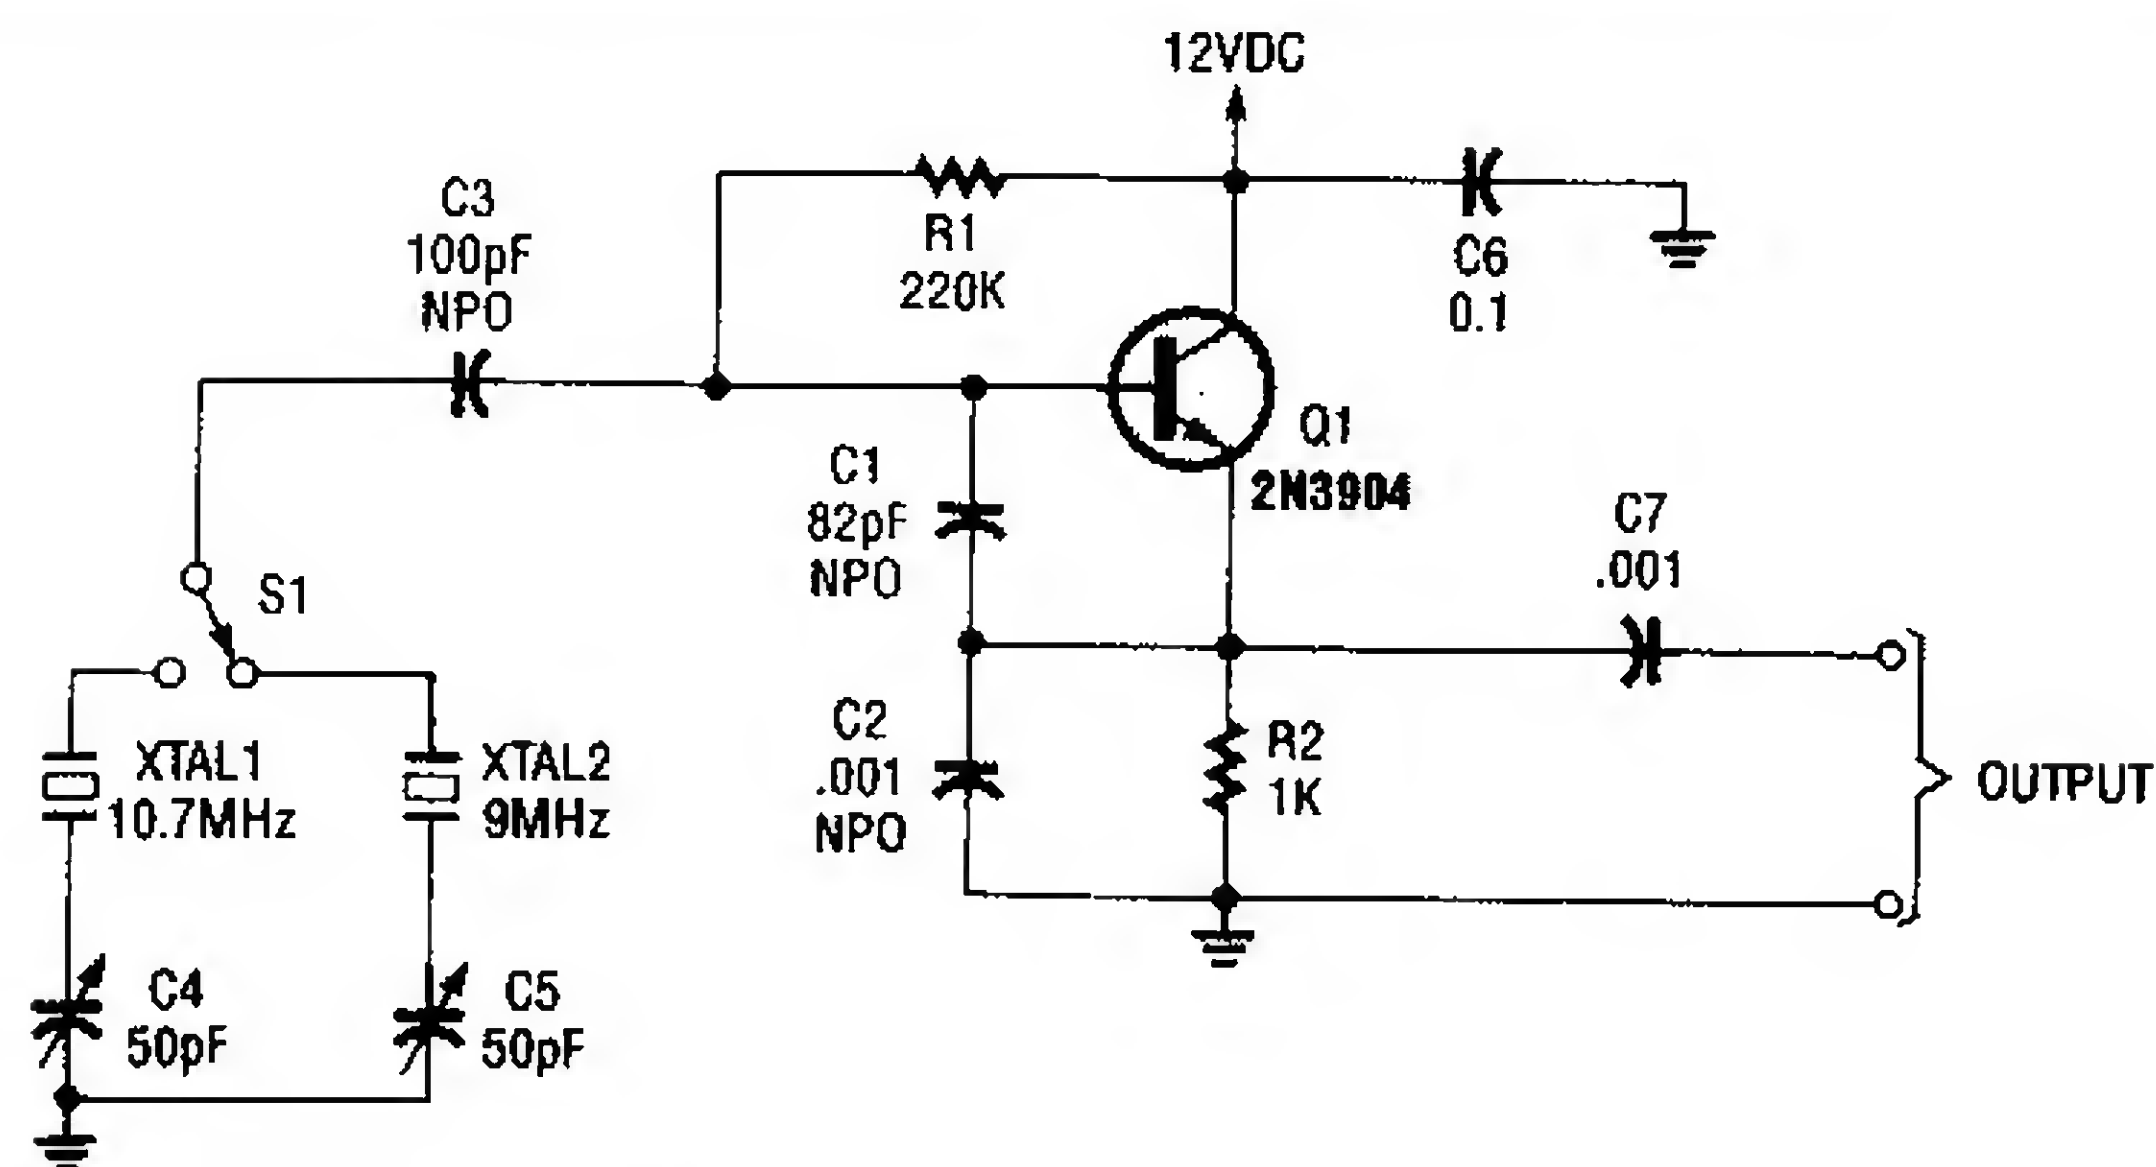 12VDC
C3
100pF
NPO
R1
220K
C6
0.1
Q1
2N3904
C1
82pF
NPO
C7
.001
S1
C2
.001
NPO
R2
1K
XTAL1
10.7MHz
XTAL2
9MHz
OUTPUT
C4
50pF
C5
50pF